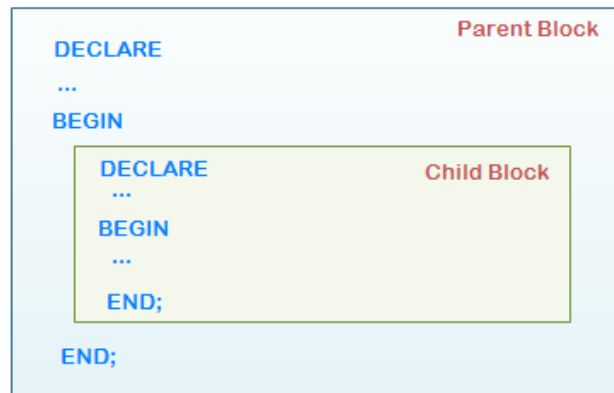 Parent Block
DECLARE
...
BEGIN
DECLARE
Child Block
...
BEGIN
...
END;
END;